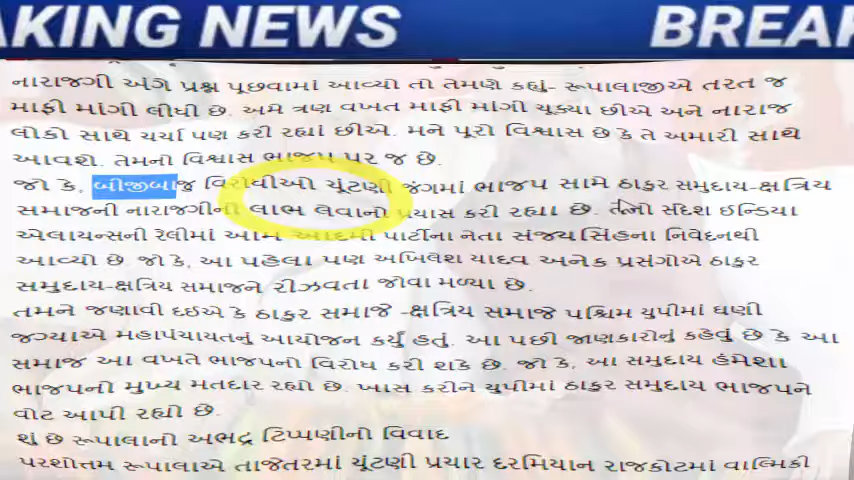 AKING NEWS BREAK
નારાજગી અંગે પ્રશ્ન પૂછવામાં આવ્યો તો તેમણે કહ્યું- રૂપાલાજીએ તરત જ
માફી માંગી લીધી છે. અમે ત્રણ વખત માફી માંગી ચૂક્યા છીએ અને નારાજ
લોકો સાથે ચર્ચા પણ કરી રહ્યાં છીએ. મને પૂરો વિશ્વાસ છે કે તે અમારી સાથે
આવશે. તેમનો વિશ્વાસ ભાજપ પર જ છે.
જો કે, બીજીબાજુ વિરોધીઓ ચૂંટણી જંગમાં ભાજપ સામે ઠાકુર સમુદાય-ક્ષત્રિય
સમાજની નારાજગીનો લાભ લેવાનો પ્રયાસ કરી રહ્યા છે. તેનો સંદેશ ઇન્ડિયા
એલાયન્સની રૈલીમાં આમ આદમી પાર્ટીના નેતા સંજયસિંહના નિવેદનથી
આવ્યો છે. જો કે, આ પહેલા પણ અખિલેશ યાદવ અનેક પ્રસંગોએ ઠાકુર
સમુદાય-ક્ષત્રિય સમાજને રીઝવતા જોવા મળ્યા છે.
તમને જણાવી દઈએ કે ઠાકુર સમાજે -ક્ષત્રિય સમાજે પશ્ચિમ યુપીમાં ઘણી
જગ્યાએ મહાપંચાયતનું આયોજન કર્યું હતું. આ પછી જાણકારોનું કહેવું છે કે આ
સમાજ આ વખતે ભાજપનો વિરોધ કરી શકે છે. જો કે, આ સમુદાય હંમેશા
ભાજપની મુખ્ય મતદાર રહ્યો છે. ખાસ કરીને યુપીમાં ઠાકુર સમુદાય ભાજપને
વોટ આપી રહ્યો છે.
શું છે રૂપાલાની અભદ્ર ટિપ્પણીનો વિવાદ
પરશોત્તમ રૂપાલાએ તાજેતરમાં ચૂંટણી પ્રચાર દરમિયાન રાજકોટમાં વાલ્મિકી